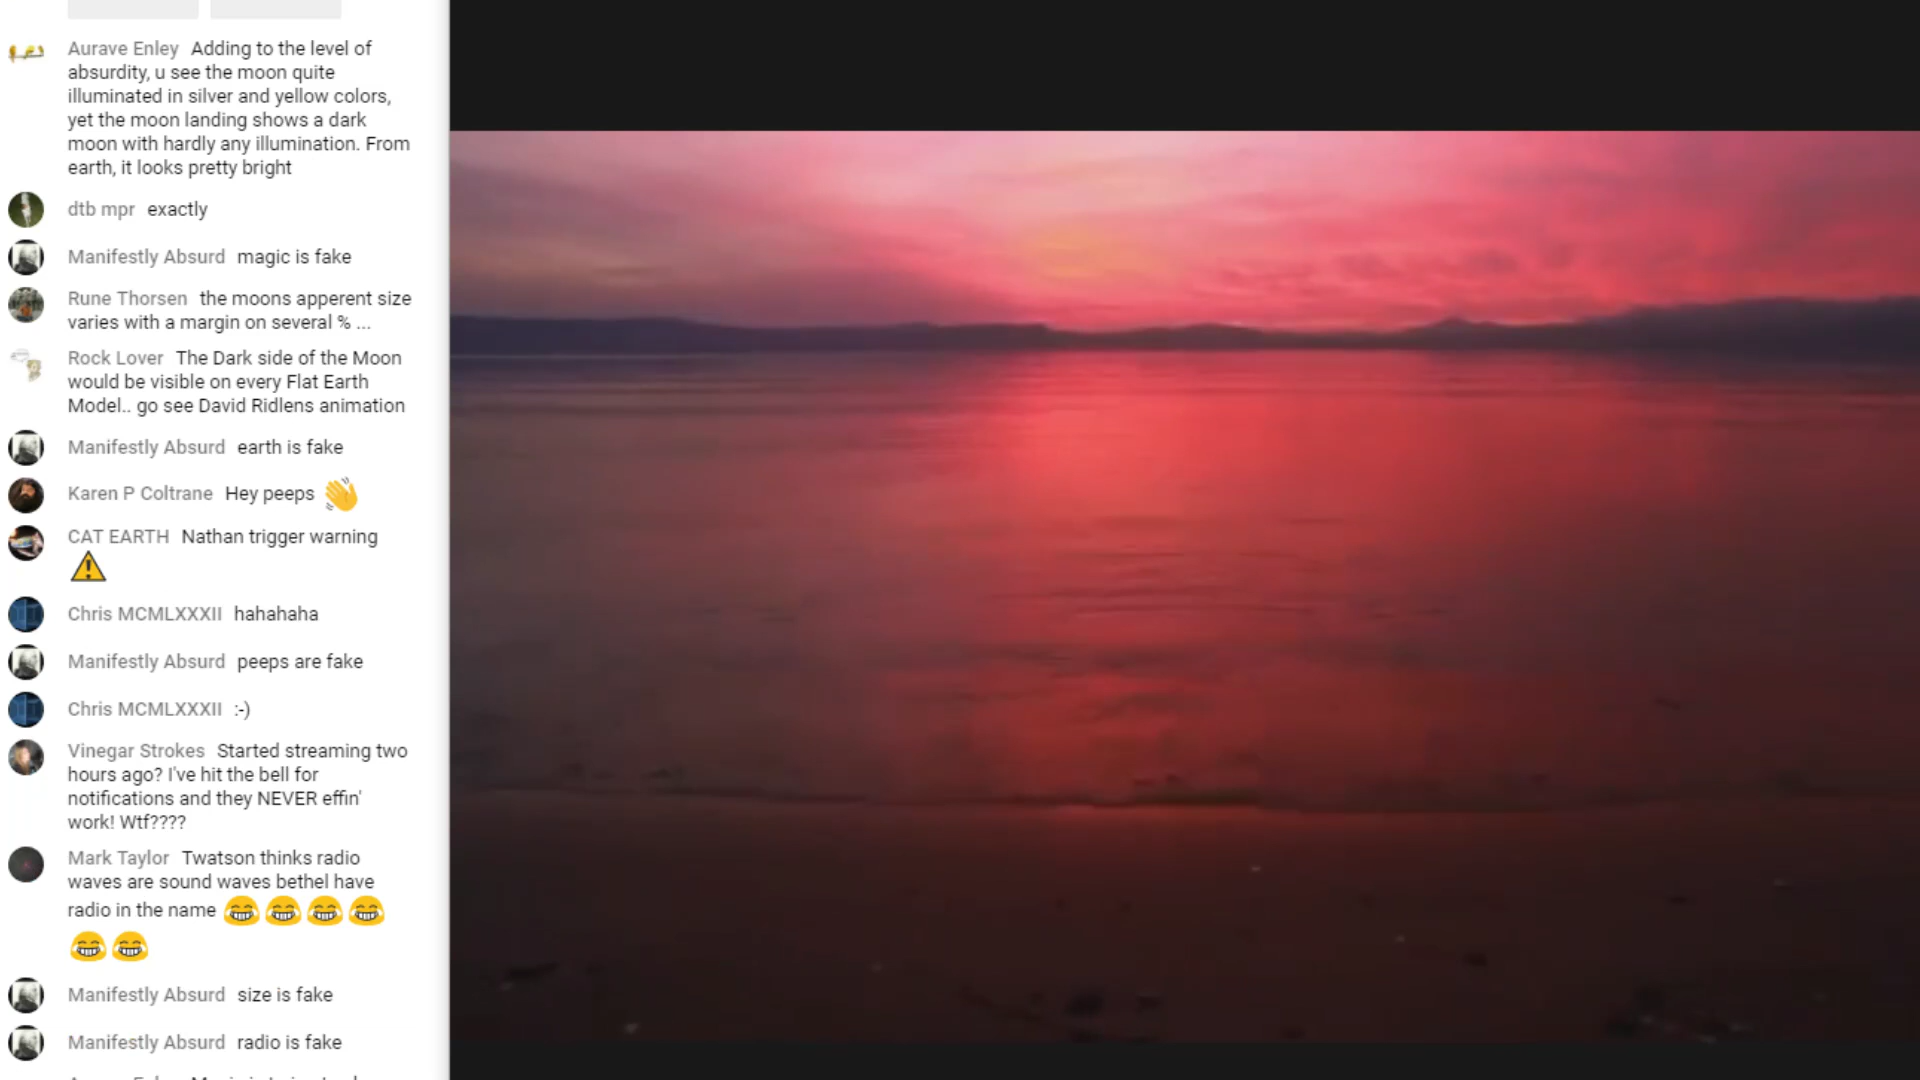 Aurave Enley Adding to the level of
absurdity, u see the moon quite
illuminated in silver and yellow colors,
yet the moon landing shows a dark
moon with hardly any illumination. From
earth, it looks pretty bright
dtb mpr exactly
Manifestly Absurd magic is fake
Rune Thorsen the moons apperent size
varies with a margin on several % ...
Rock Lover The Dark side of the Moon
would be visible on every Flat Earth
Model.. go see David Ridlens animation
Manifestly Absurd earth is fake
Karen P Coltrane Hey peeps 👋
CAT EARTH Nathan trigger warning
⚠
Chris MCMLXXXII hahahaha
Manifestly Absurd peeps are fake
Chris MCMLXXXII :-)
Vinegar Strokes Started streaming two
hours ago? I've hit the bell for
notifications and they NEVER effin'
work! Wtf????
Mark Taylor Twatson thinks radio
waves are sound waves bethel have
radio in the name 😂😂😂😂
😂😂
Manifestly Absurd size is fake
Manifestly Absurd radio is fake